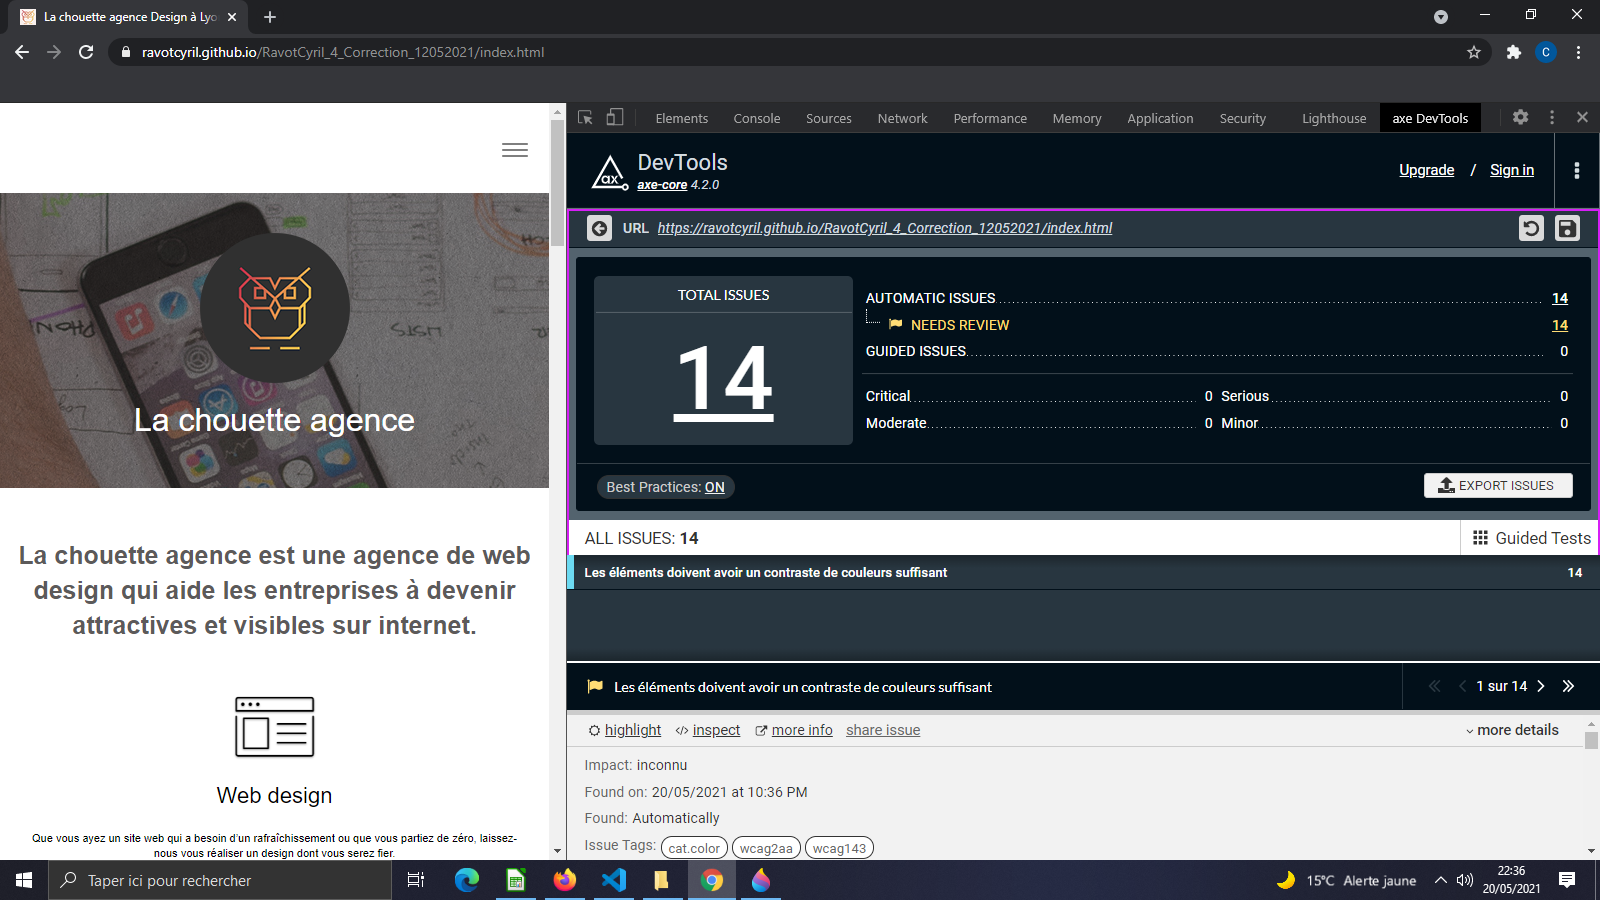 La chouette agence Design à Lyo
ravotcyril.github.io/RavotCyril_4_Correction_12052021/index.html
C
La chouette agence
La chouette agence est une agence de web
design qui aide les entreprises à devenir
attractives et visibles sur internet.
Web design
Que vous ayez un site web qui a besoin d'un rafraîchissement ou que vous partiez de zéro, laissez-
nous vous réaliser un design dont vous serez fier.
Elements Console Sources Network Performance Memory Application Security Lighthouse axe DevTools
ax
DevTools
axe-core 4.2.0
Upgrade / Sign in
URL https://ravotcyril.github.io/RavotCyril_4_Correction_12052021/index.html
TOTAL ISSUES
14
AUTOMATIC ISSUES 14
NEEDS REVIEW 14
GUIDED ISSUES 0
Critical 0 Serious 0
Moderate 0 Minor 0
Best Practices: ON
EXPORT ISSUES
ALL ISSUES: 14
Guided Tests
Les éléments doivent avoir un contraste de couleurs suffisant 14
Les éléments doivent avoir un contraste de couleurs suffisant
1 sur 14
highlight inspect more info share issue
more details
Impact: inconnu
Found on: 20/05/2021 at 10:36 PM
Found: Automatically
Issue Tags: cat.color wcag2aa wcag143
Taper ici pour rechercher
15°C Alerte jaune
22:36
20/05/2021